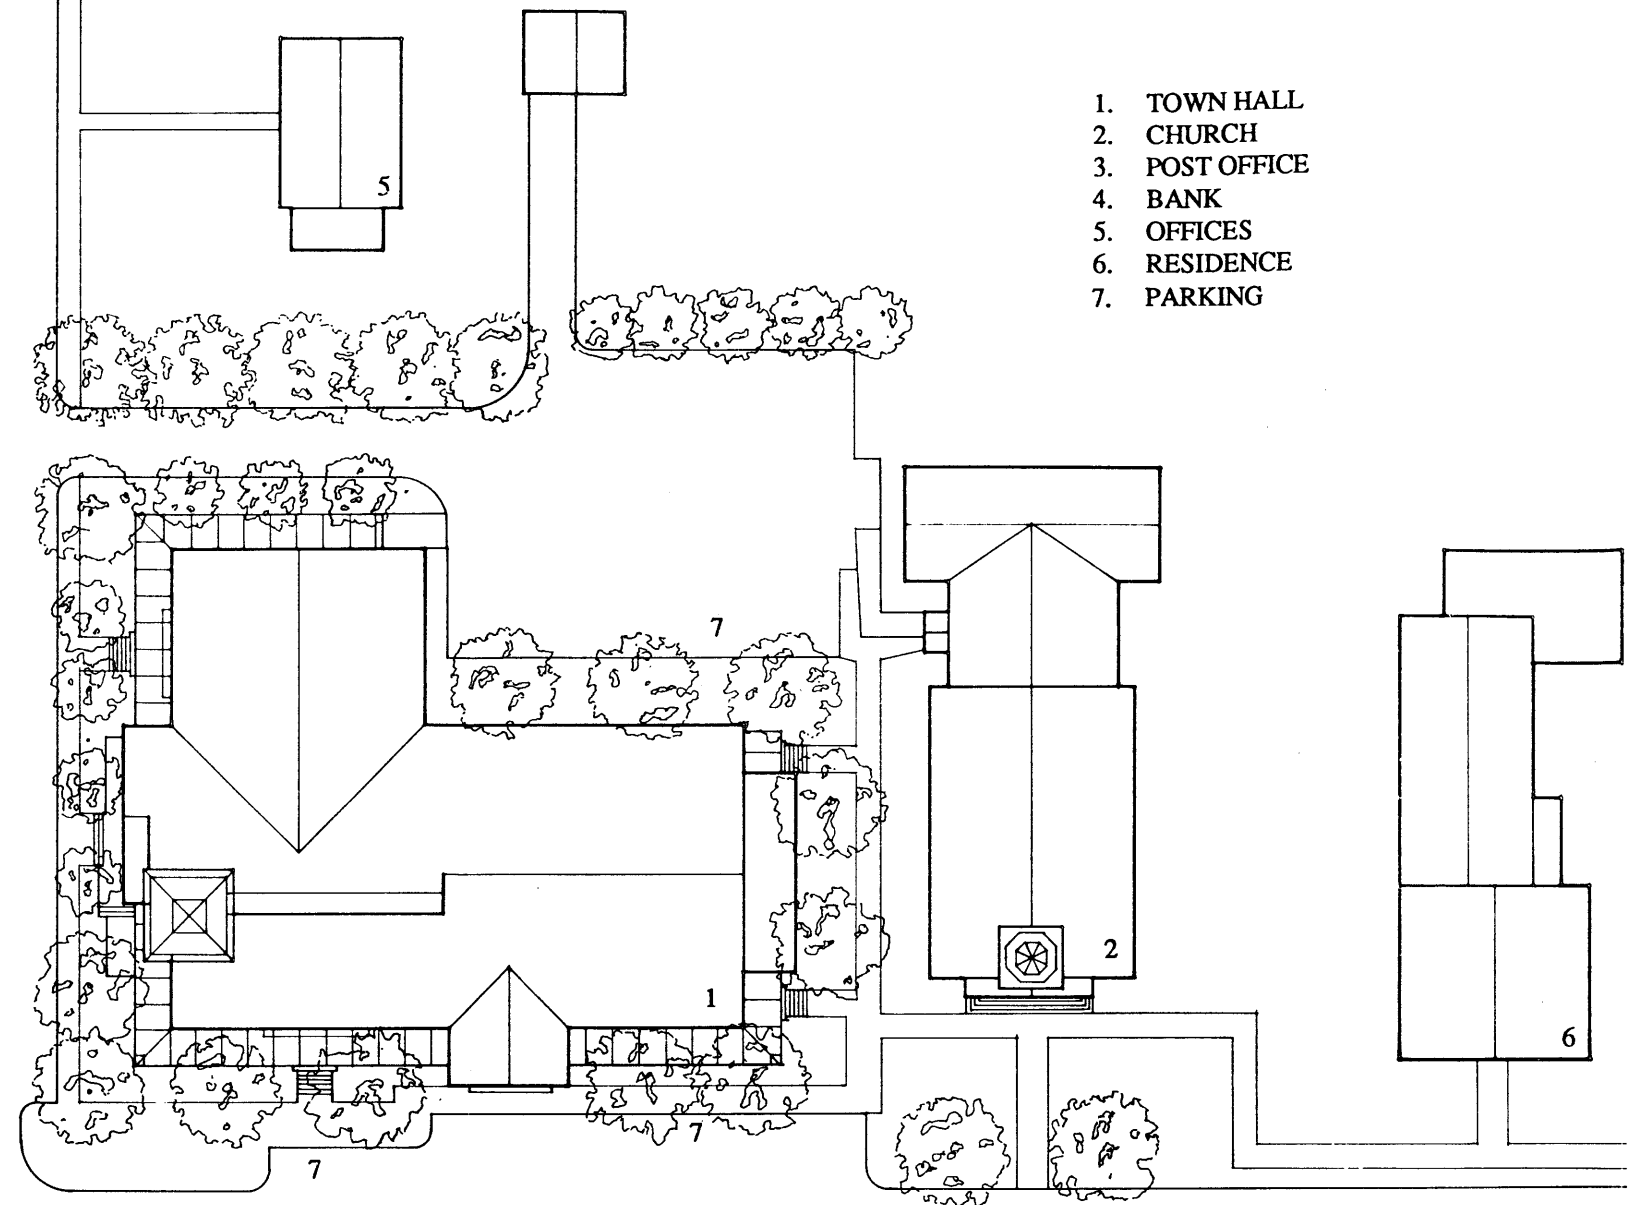 1. TOWN HALL
2. CHURCH
3. POST OFFICE
4. BANK
5. OFFICES
6. RESIDENCE
7. PARKING
5
7
2
1
6
7
7